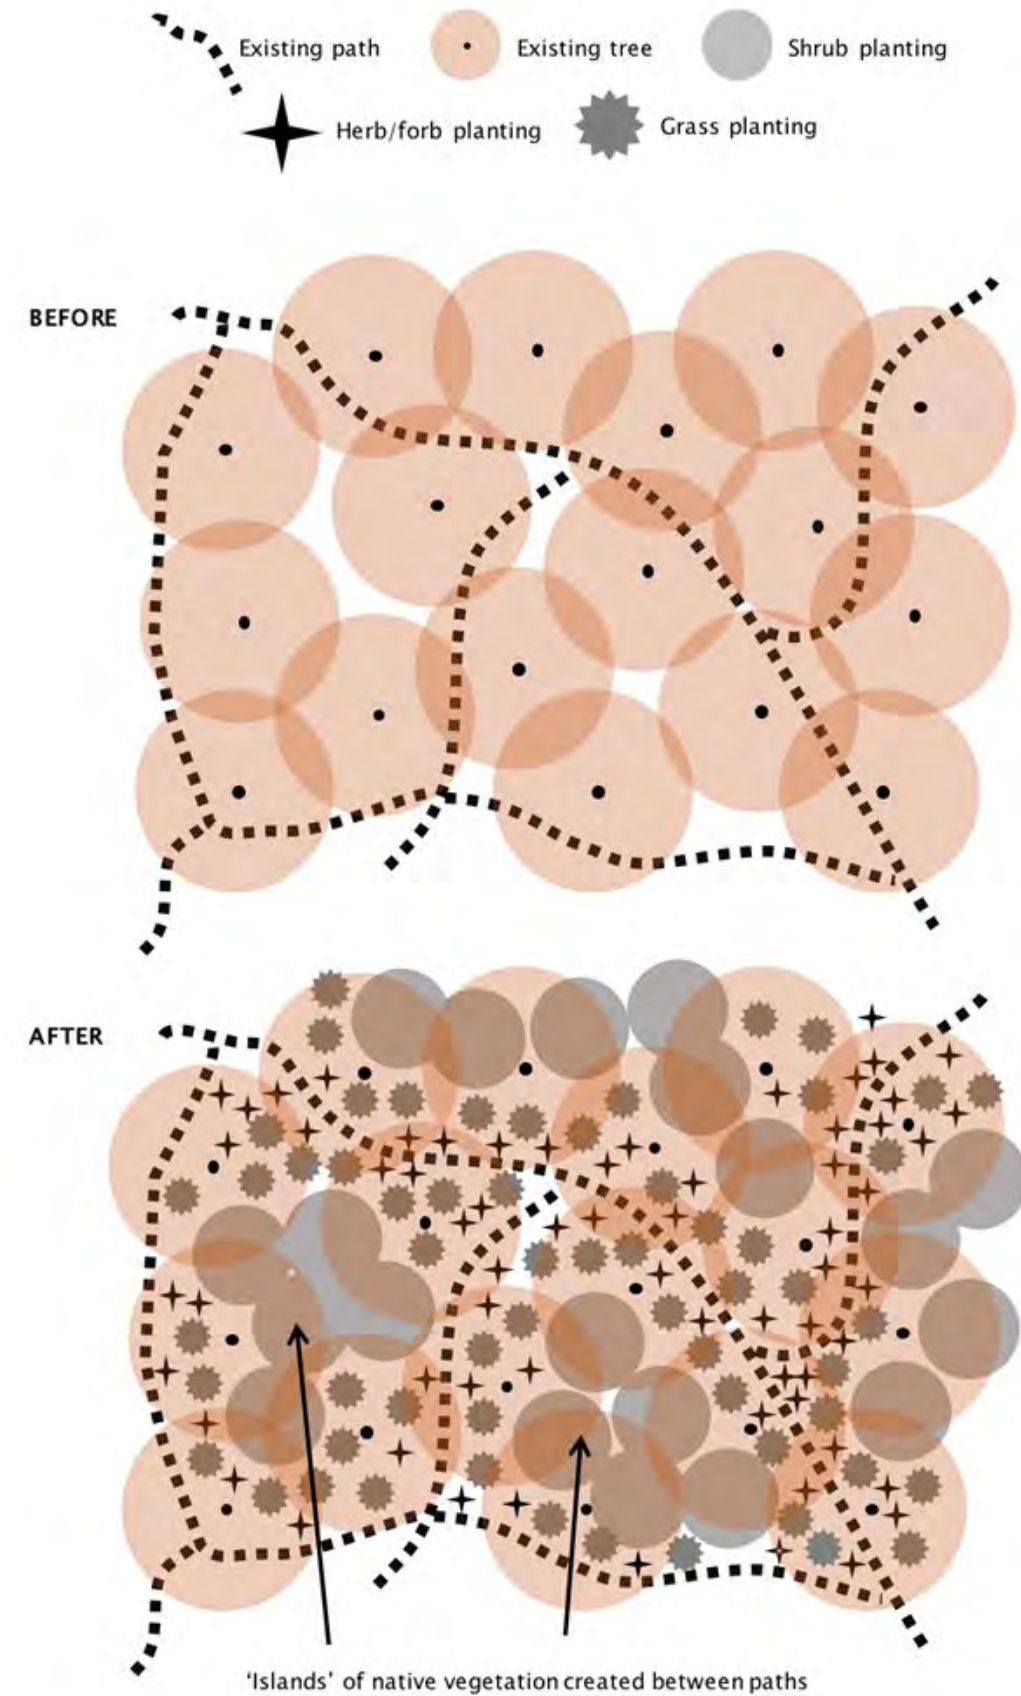 Existing path
Existing tree
Shrub planting
Herb/forb planting
Grass planting
BEFORE
AFTER
'Islands' of native vegetation created between paths